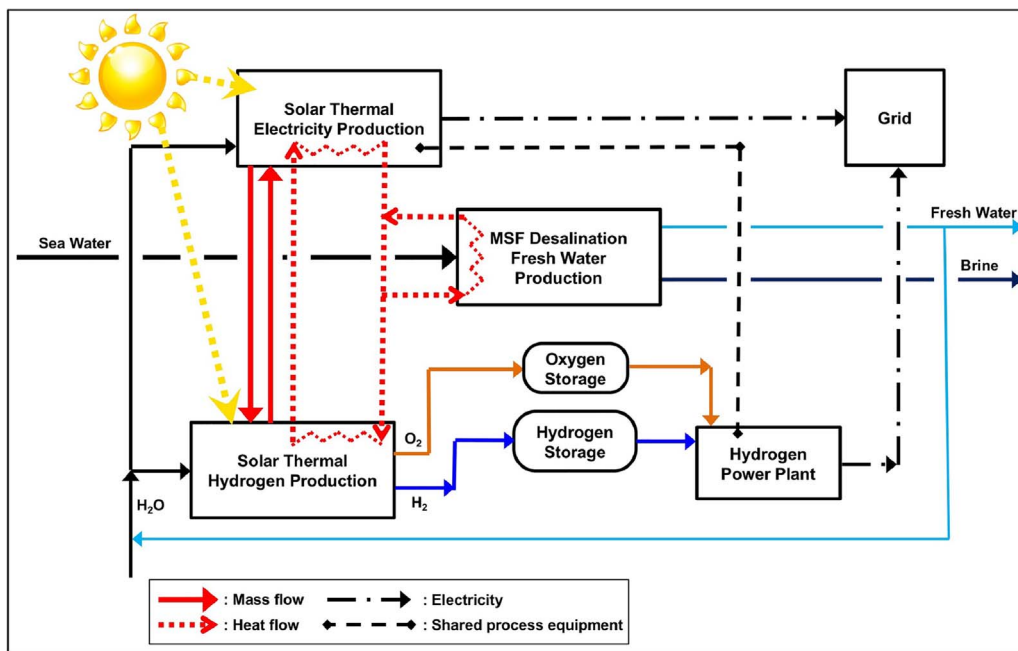 Solar Thermal
Electricity Production
Grid
Sea Water
MSF Desalination
Fresh Water
Production
Fresh Water
Brine
Oxygen
Storage
O₂
Hydrogen
Storage
Solar Thermal
Hydrogen Production
H₂
Hydrogen
Power Plant
H₂O
: Mass flow
: Electricity
: Heat flow
: Shared process equipment